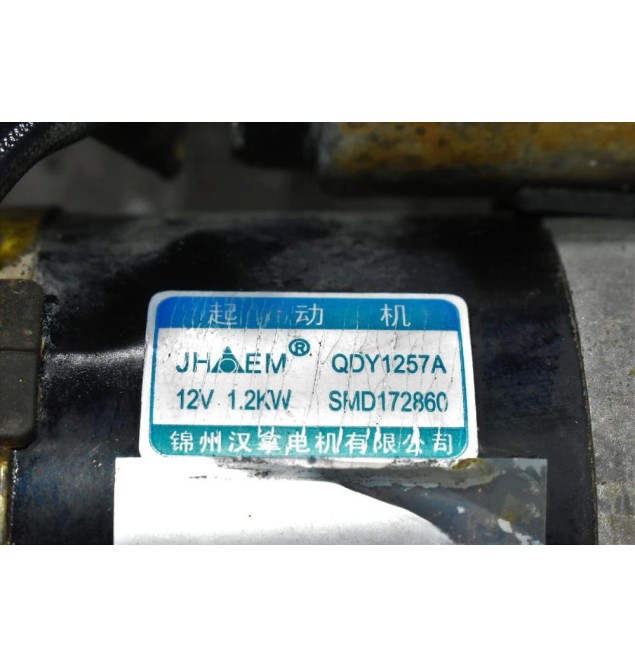 起动机
JHAEM® QDY1257A
12V 1.2KW SMD172860
锦州汉拿电机有限公司